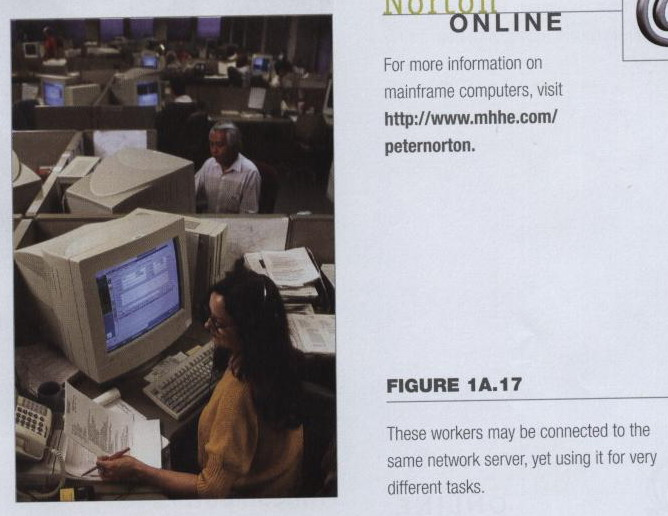 Norton
ONLINE
For more information on
mainframe computers, visit
http://www.mhhe.com/
peternorton.
FIGURE 1A.17
These workers may be connected to the
same network server, yet using it for very
different tasks.